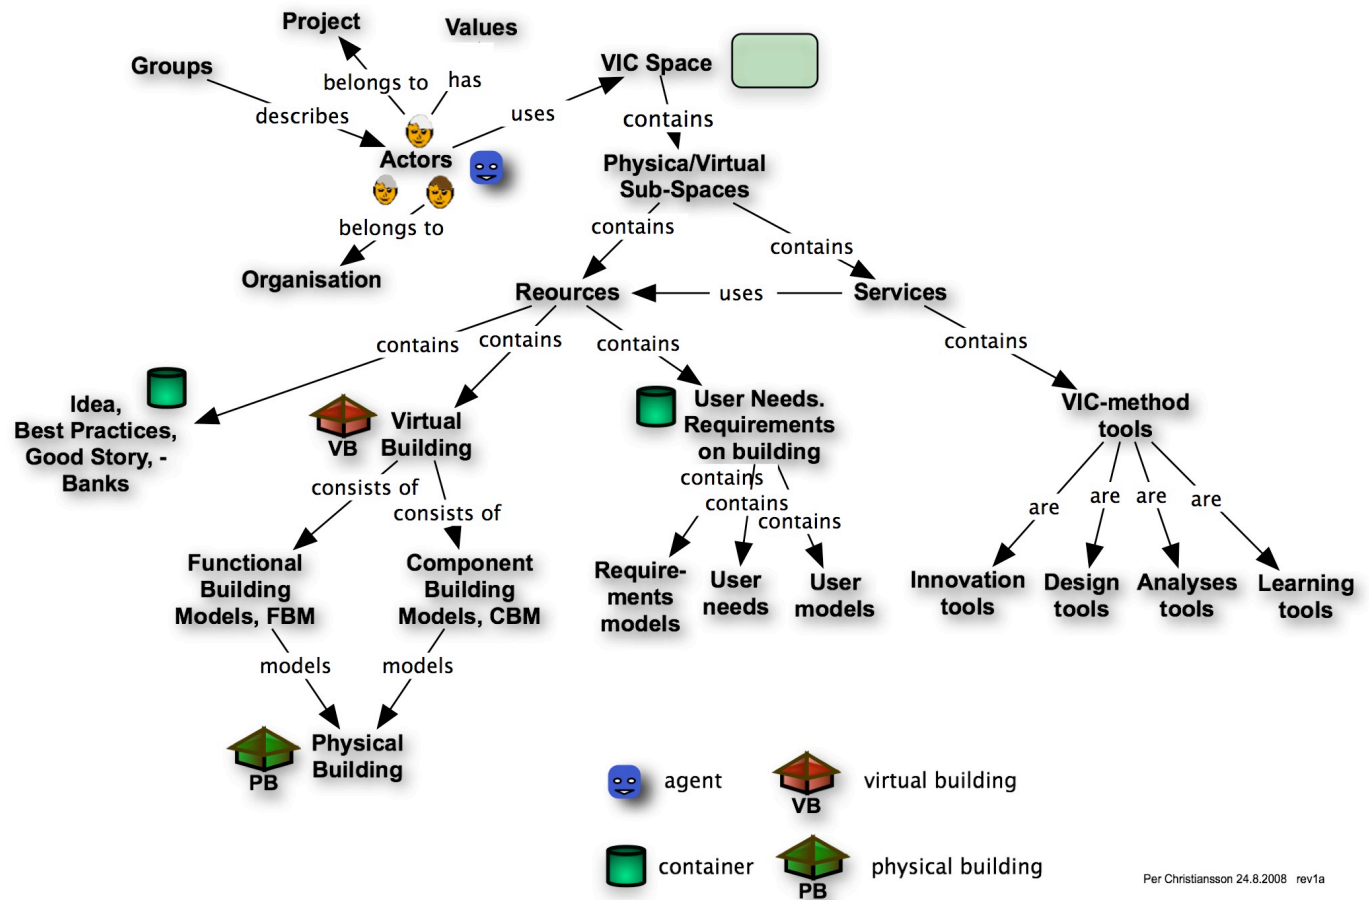 Project
Values
Groups
belongs to
has
VIC Space
describes
uses
contains
Actors
Physica/Virtual
Sub-Spaces
belongs to
contains
contains
Organisation
Reources
uses
Services
contains
contains
contains
contains
Idea,
Best Practices,
Good Story, -
Banks
VB
Virtual
Building
User Needs.
Requirements
on building
VIC-method
tools
consists of
consists of
contains
contains
contains
are
are
are
are
Functional
Building
Models, FBM
Component
Building
Models, CBM
Require-
ments
models
User
needs
User
models
Innovation
tools
Design
tools
Analyses
tools
Learning
tools
models
models
PB
Physical
Building
agent
VB
virtual building
container
PB
physical building
Per Christiansson 24.8.2008 rev1a